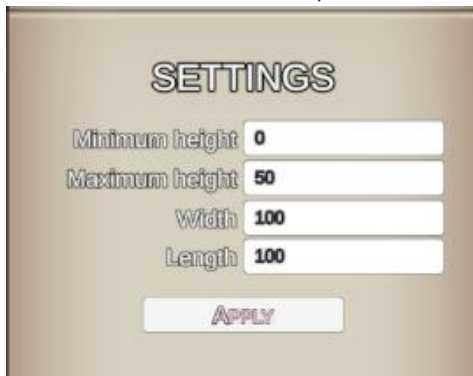 SETTINGS
Minimum height 0
Maximum height 50
Width 100
Length 100
APPLY